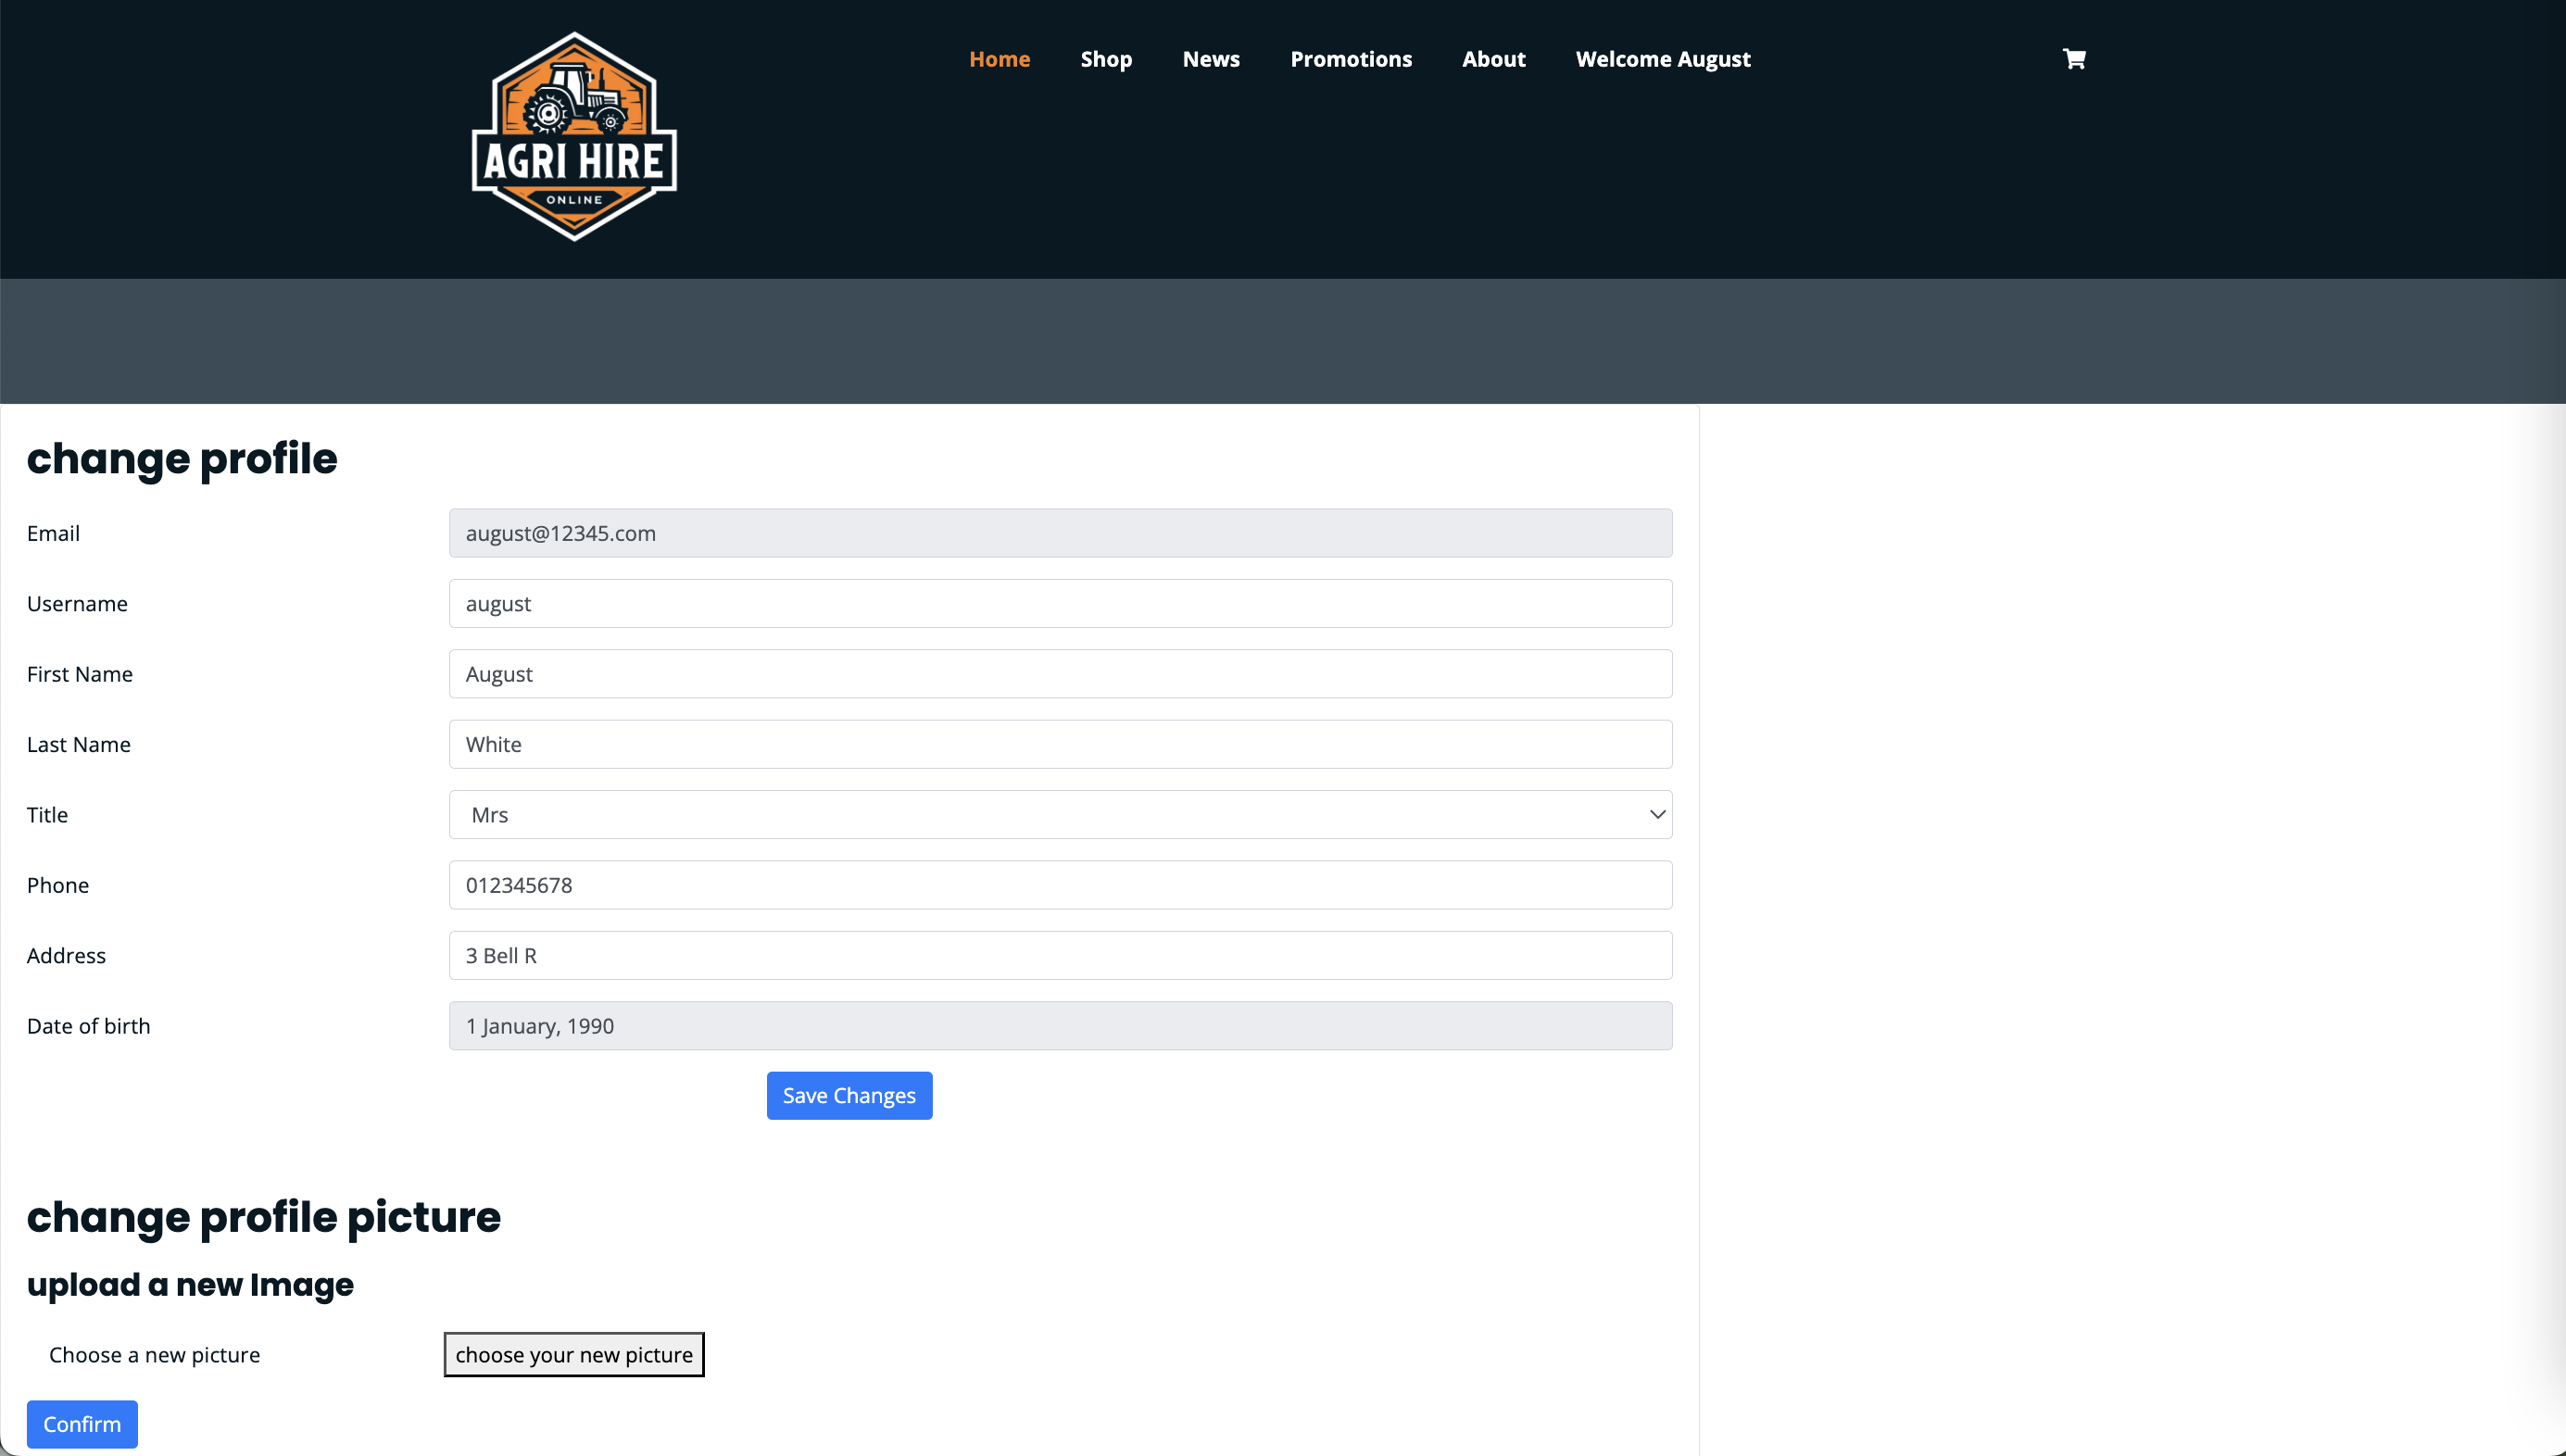 AGRI HIRE
ONLINE
Home Shop News Promotions About Welcome August
change profile
Email august@12345.com
Username august
First Name August
Last Name White
Title Mrs
Phone 012345678
Address 3 Bell R
Date of birth 1 January, 1990
Save Changes
change profile picture
upload a new Image
Choose a new picture choose your new picture
Confirm